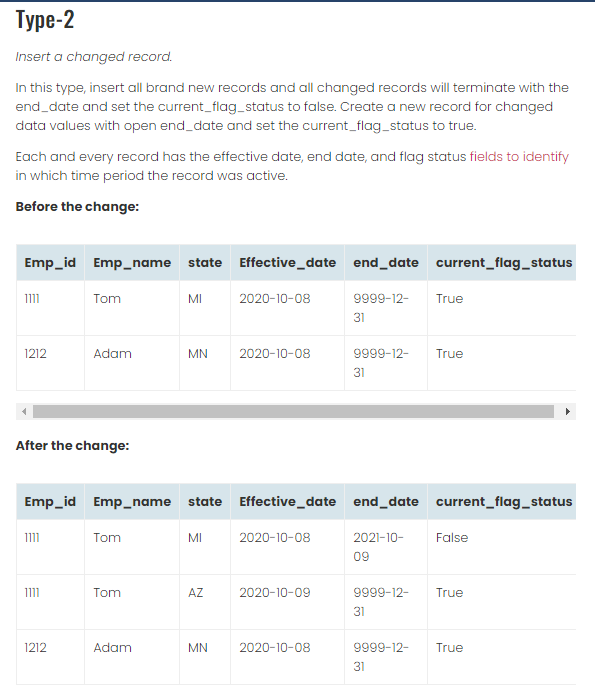 Type-2
Insert a changed record.
In this type, insert all brand new records and all changed records will terminate with the
end_date and set the current_flag_status to false. Create a new record for changed
data values with open end_date and set the current_flag_status to true.
Each and every record has the effective date, end date, and flag status fields to identify
in which time period the record was active.
Before the change:
Emp_id Emp_name state Effective_date end_date current_flag_status
1111 Tom MI 2020-10-08 9999-12-
31 True
1212 Adam MN 2020-10-08 9999-12-
31 True
After the change:
Emp_id Emp_name state Effective_date end_date current_flag_status
1111 Tom MI 2020-10-08 2021-10-
09 False
1111 Tom AZ 2020-10-09 9999-12-
31 True
1212 Adam MN 2020-10-08 9999-12-
31 True